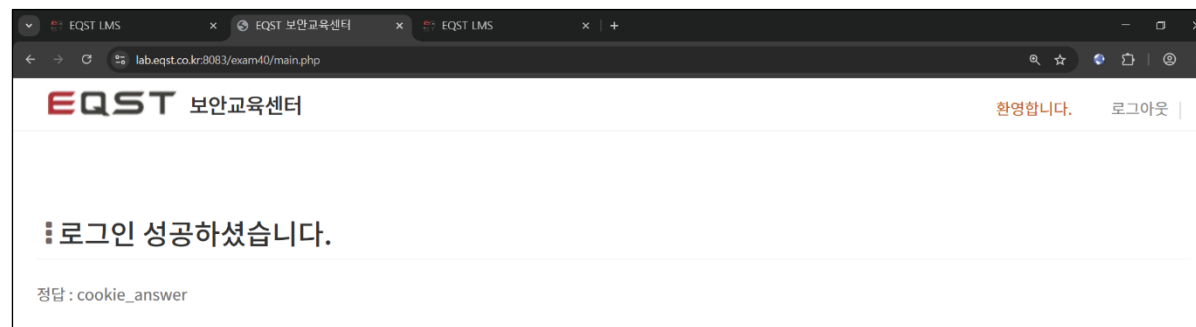 EQST LMS EQST 보안교육센터 EQST LMS
lab.eqst.co.kr:8083/exam40/main.php
EQST 보안교육센터 환영합니다. 로그아웃
로그인 성공하셨습니다.
정답 : cookie_answer